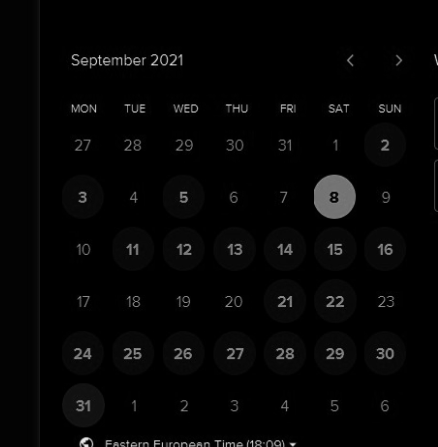 September 2021
MON TUE WED THU FRI SAT SUN
27 28 29 30 31 1 2
3 4 5 6 7 8 9
10 11 12 13 14 15 16
17 18 19 20 21 22 23
24 25 26 27 28 29 30
31 1 2 3 4 5 6
Eastern European Time (18:09)